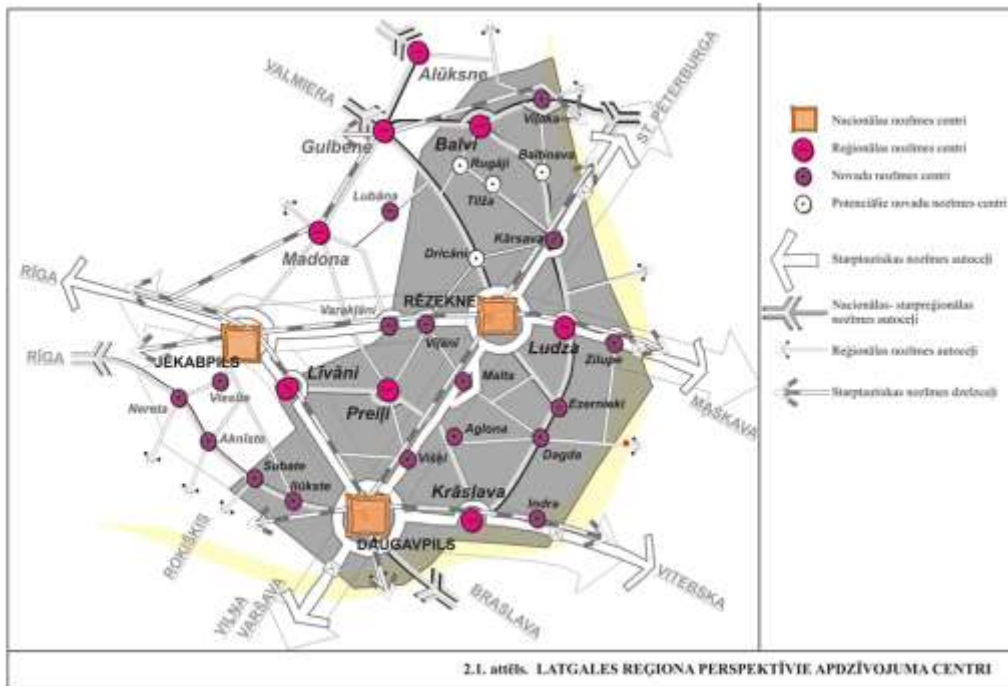 VALMIERA
Alūksne
ST. PĒTERBURGA
Gulbene
Balvi
Viļaka
Rugāji
Baltinava
Lubāna
Tilža
Madona
Dricāni
Kārsava
RĪGA
RĒZEKNE
Varakļāni
Viļāni
Ludza
Zilupe
RĪGA
JĒKABPILS
Līvāni
Viesīte
Malta
MASKAVA
Nereta
Preiļi
Ezernieki
Aknīste
Aglona
Dagda
Subate
Višķi
Ilūkste
Krāslava
Indra
ROKIŠĶIS
DAUGAVPILS
VITEBSKA
VIĻŅA
VARŠAVA
BRASLAVA
Nacionālas nozīmes centri
Reģionālas nozīmes centri
Novadu nozīmes centri
Potenciālie novadu nozīmes centri
Starptautiskas nozīmes autoceļi
Nacionālas- starpreģionālas
nozīmes autoceļi
Reģionālas nozīmes autoceļi
Starptautiskas nozīmes dzelzceļi
2.1. attēls. LATGALES REĢIONA PERSPEKTĪVIE APDZĪVOJUMA CENTRI